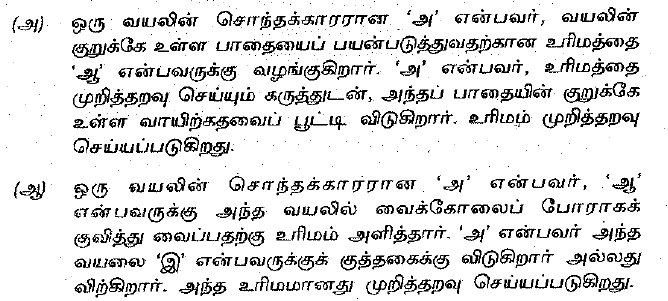 (அ) ஒரு வயலின் சொந்தக்காரரான ‘அ’ என்பவர், வயலின்
குறுக்கே உள்ள பாதையைப் பயன்படுத்துவதற்கான உரிமத்தை
‘ஆ’ என்பவருக்கு வழங்குகிறார். ‘அ’ என்பவர், உரிமத்தை
முறித்தறவு செய்யும் கருத்துடன், அந்தப் பாதையின் குறுக்கே
உள்ள வாயிற்கதவைப் பூட்டி விடுகிறார். உரிமம் முறித்தறவு
செய்யப்படுகிறது.
(ஆ) ஒரு வயலின் சொந்தக்காரரான ‘அ’ என்பவர், ‘ஆ’
என்பவருக்கு அந்த வயலில் வைக்கோலைப் போராகக்
குவித்து வைப்பதற்கு உரிமம் அளித்தார். ‘அ’ என்பவர் அந்த
வயலை ‘இ’ என்பவருக்குக் குத்தகைக்கு விடுகிறார் அல்லது
விற்கிறார். அந்த உரிமமானது முறித்தறவு செய்யப்படுகிறது.